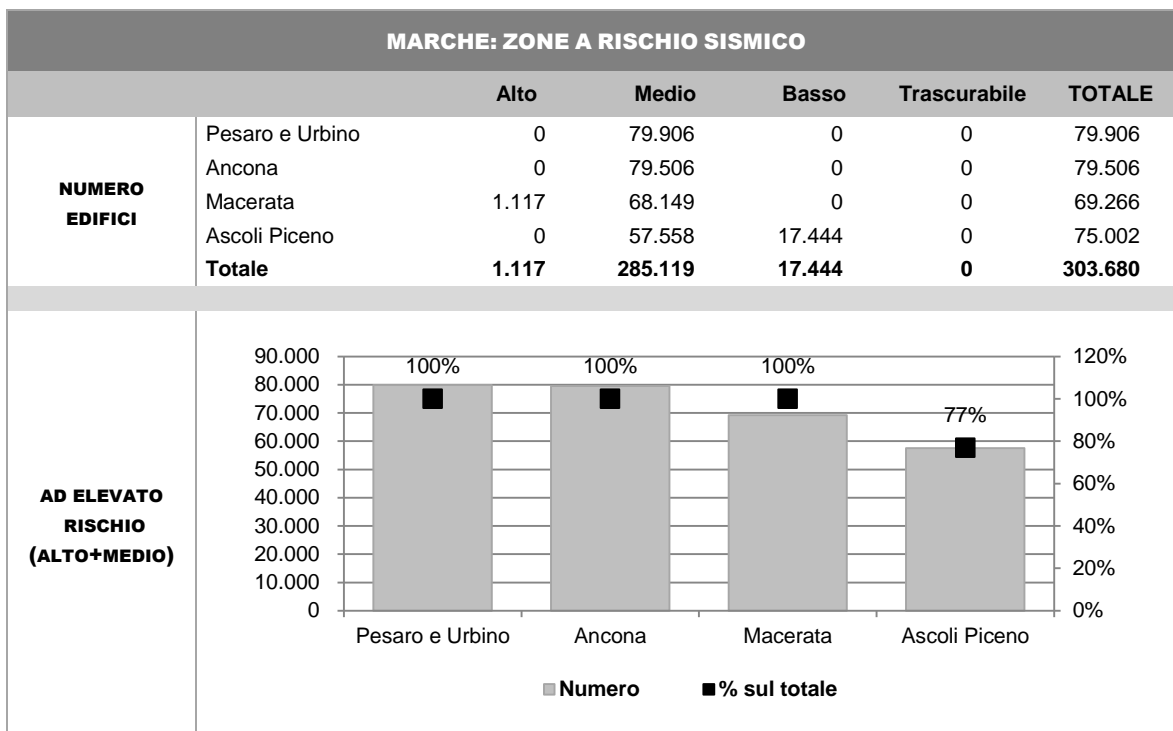 MARCHE: ZONE A RISCHIO SISMICO
Alto Medio Basso Trascurabile TOTALE
NUMERO
EDIFICI
Pesaro e Urbino 0 79.906 0 0 79.906
Ancona 0 79.506 0 0 79.506
Macerata 1.117 68.149 0 0 69.266
Ascoli Piceno 0 57.558 17.444 0 75.002
Totale 1.117 285.119 17.444 0 303.680
AD ELEVATO
RISCHIO
(ALTO+MEDIO)
90.000
80.000
70.000
60.000
50.000
40.000
30.000
20.000
10.000
0
100% 100% 100% 77%
120%
100%
80%
60%
40%
20%
0%
Pesaro e Urbino Ancona Macerata Ascoli Piceno
Numero % sul totale